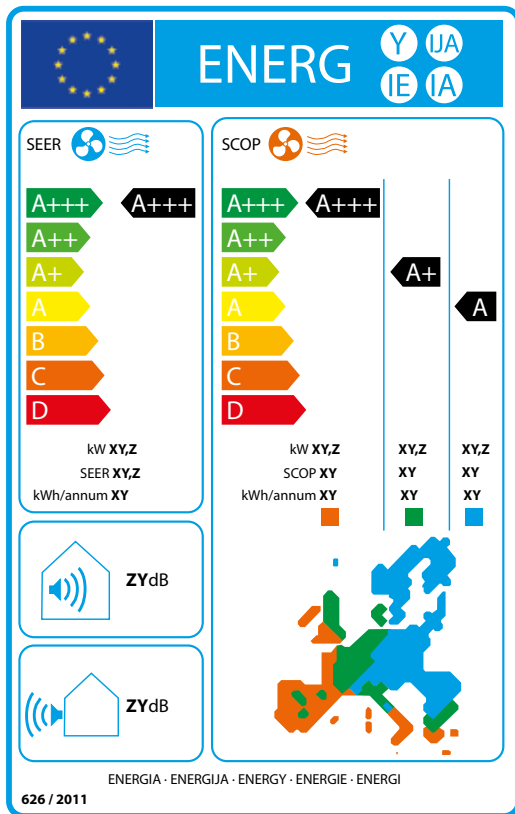 ENERG Y IJA
IE IA
SEER
A+++ A+++
A++
A+
A
B
C
D
kW XY,Z
SEER XY,Z
kWh/annum XY
SCOP
A+++ A+++
A++
A+ A+
A A
B
C
D
kW XY,Z XY,Z XY,Z
SCOP XY XY XY
kWh/annum XY XY XY
ZYdB
ZYdB
ENERGIA · ENERGIJA · ENERGY · ENERGIE · ENERGI
626 / 2011